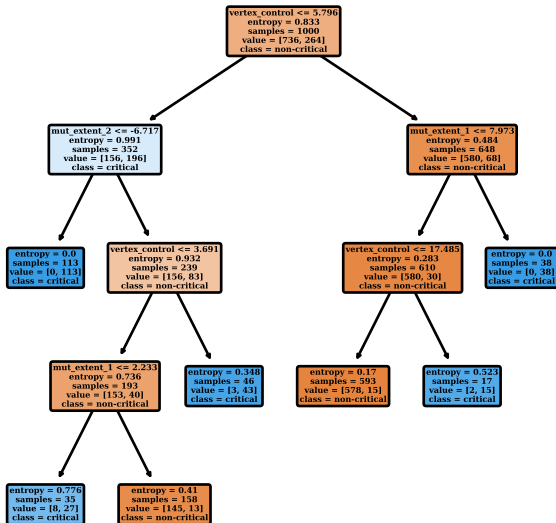 vertex_control <= 5.796
entropy = 0.833
samples = 1000
value = [736, 264]
class = non-critical
mut_extent_2 <= -6.717
entropy = 0.991
samples = 352
value = [156, 196]
class = critical
mut_extent_1 <= 7.973
entropy = 0.484
samples = 648
value = [580, 68]
class = non-critical
entropy = 0.0
samples = 113
value = [0, 113]
class = critical
vertex_control <= 3.691
entropy = 0.932
samples = 239
value = [156, 83]
class = non-critical
vertex_control <= 17.485
entropy = 0.283
samples = 610
value = [580, 30]
class = non-critical
entropy = 0.0
samples = 38
value = [0, 38]
class = critical
mut_extent_1 <= 2.233
entropy = 0.736
samples = 193
value = [153, 40]
class = non-critical
entropy = 0.348
samples = 46
value = [3, 43]
class = critical
entropy = 0.17
samples = 593
value = [578, 15]
class = non-critical
entropy = 0.523
samples = 17
value = [2, 15]
class = critical
entropy = 0.776
samples = 35
value = [8, 27]
class = critical
entropy = 0.41
samples = 158
value = [145, 13]
class = non-critical